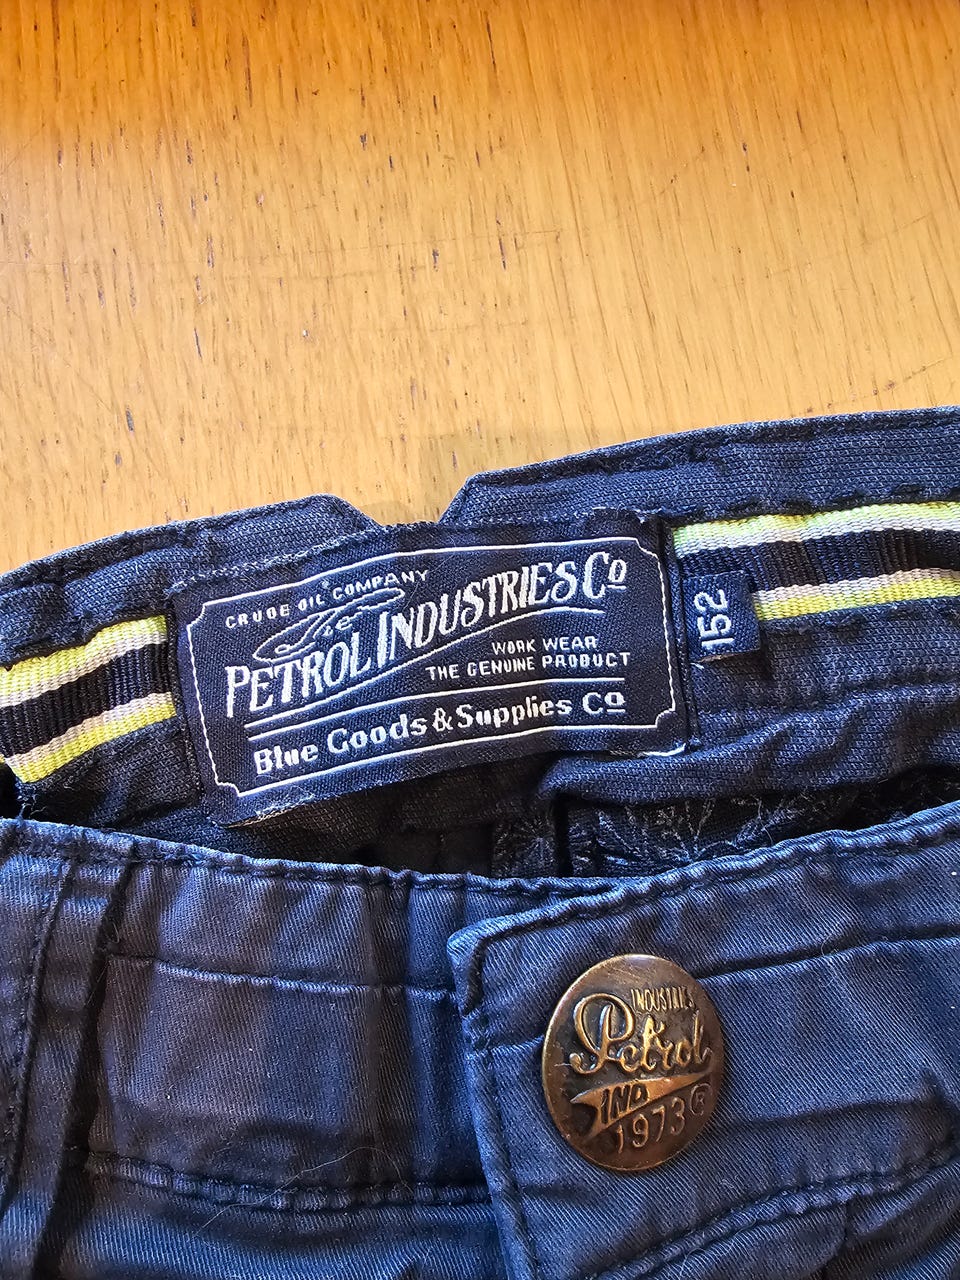 CRUDE OIL COMPANY
The
PETROL INDUSTRIES Co
WORK WEAR
THE GENUINE PRODUCT
Blue Goods & Supplies Co
152
INDUSTRIES
Petrol
IND
1973 ®